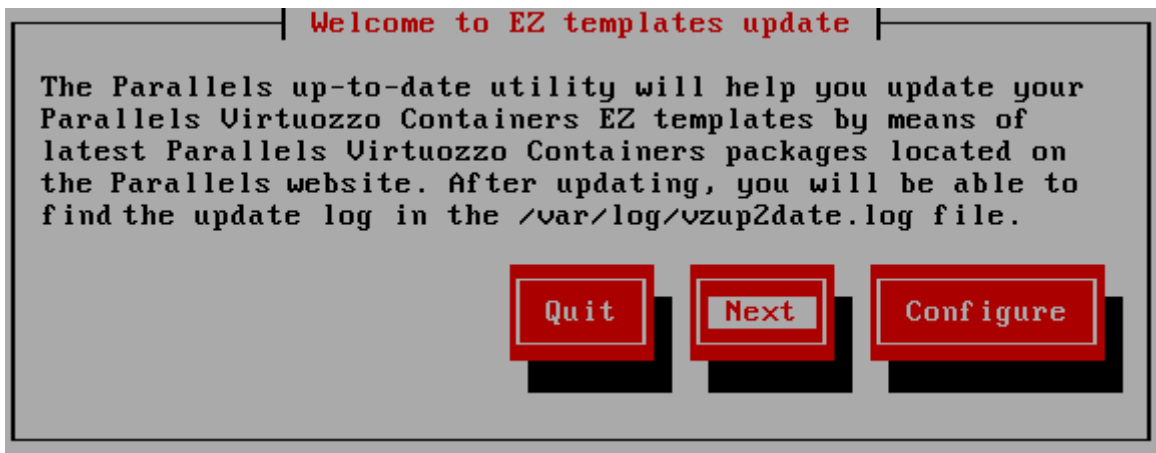 Welcome to EZ templates update
The Parallels up-to-date utility will help you update your
Parallels Virtuozzo Containers EZ templates by means of
latest Parallels Virtuozzo Containers packages located on
the Parallels website. After updating, you will be able to
find the update log in the /var/log/vzup2date.log file.
Quit Next Configure